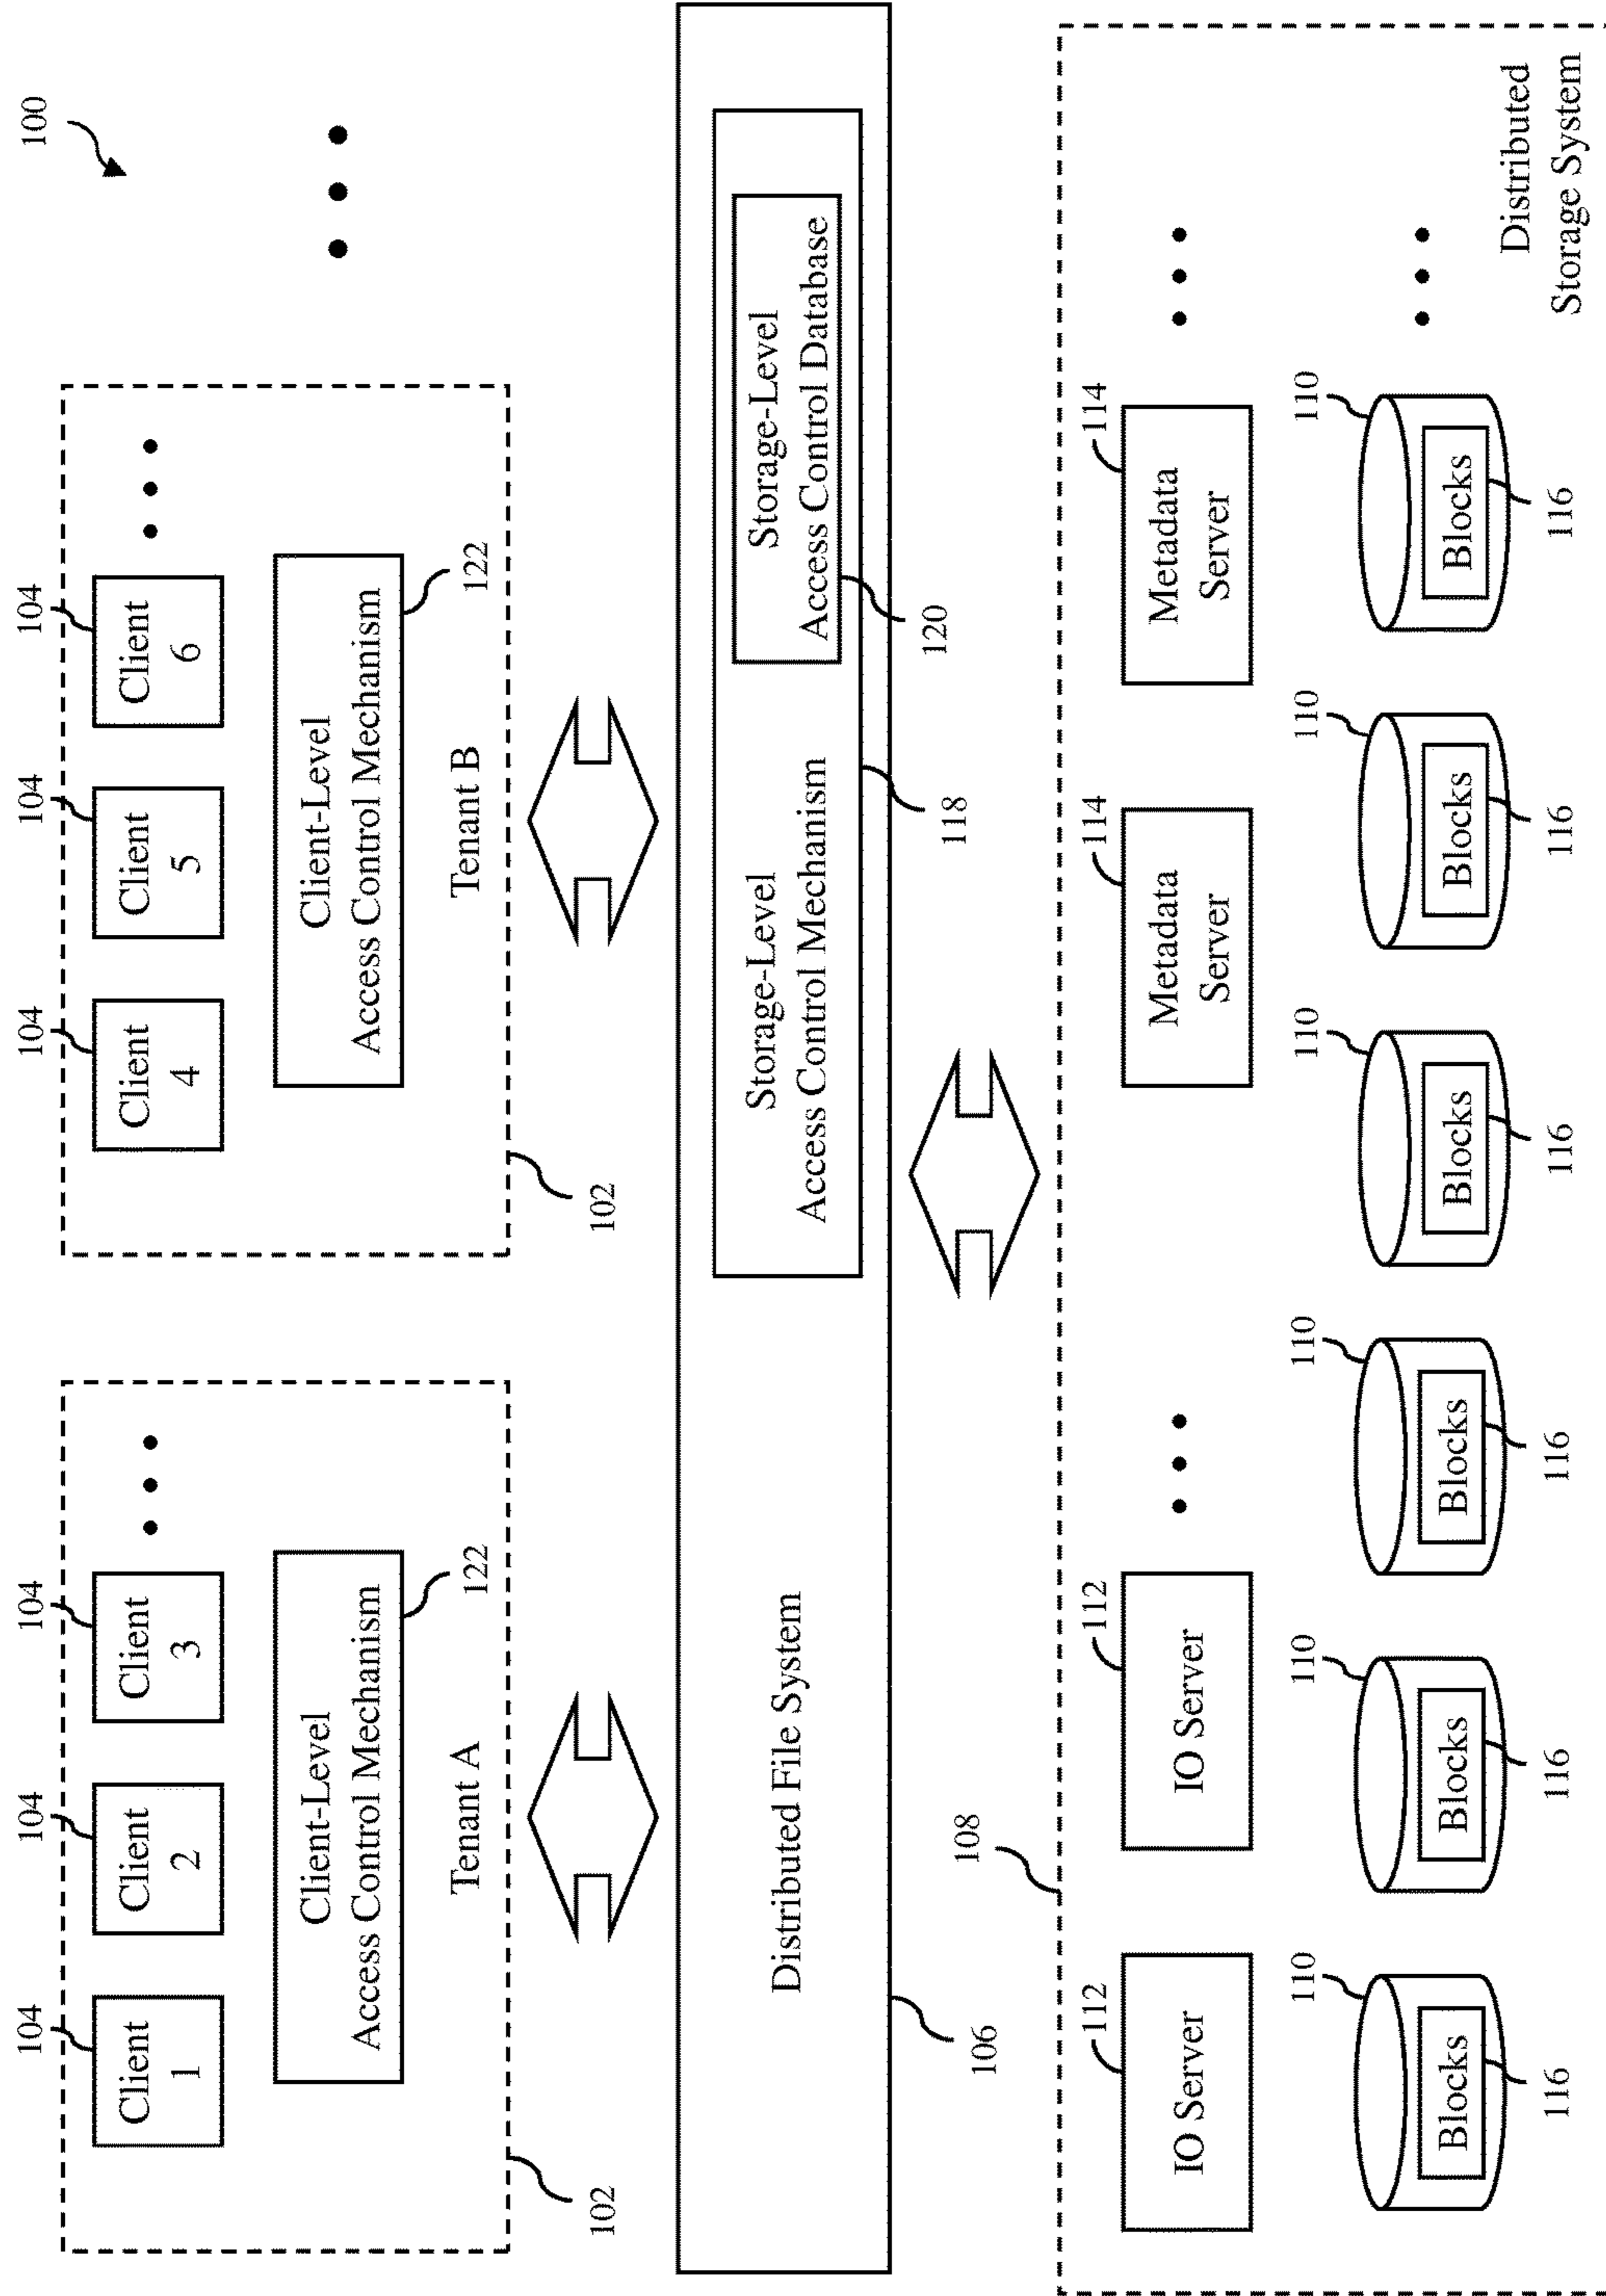 100
104
104
104
104
104
104
Client
1
Client
2
Client
3
Client
4
Client
5
Client
6
Client-Level
Access Control Mechanism
122
Client-Level
Access Control Mechanism
122
Tenant A
Tenant B
102
102
Distributed File System
Storage-Level
Access Control Mechanism
Storage-Level
Access Control Database
120
118
106
108
112
112
114
114
IO Server
IO Server
Metadata
Server
Metadata
Server
110
110
110
110
110
110
Blocks
Blocks
Blocks
Blocks
Blocks
Blocks
116
116
116
116
116
116
Distributed
Storage System